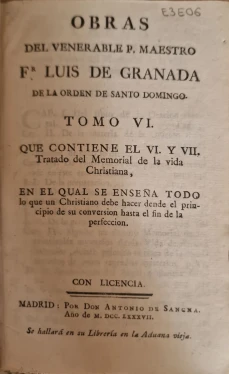 E3E06
OBRAS
DEL VENERABLE P. MAESTRO
Fʀ. LUIS DE GRANADA
DE LA ORDEN DE SANTO DOMINGO.
TOMO VI.
QUE CONTIENE EL VI. Y VII.
Tratado del Memorial de la vida
Christiana,
EN EL QUAL SE ENSEÑA TODO
lo que un Christiano debe hacer dende el prin-
cipio de su conversion hasta el fin de la
perfeccion.
CON LICENCIA.
MADRID: POR DON ANTONIO DE SANCHA.
Año de M. DCC. LXXXVII.
Se hallará en su Librería en la Aduana vieja.